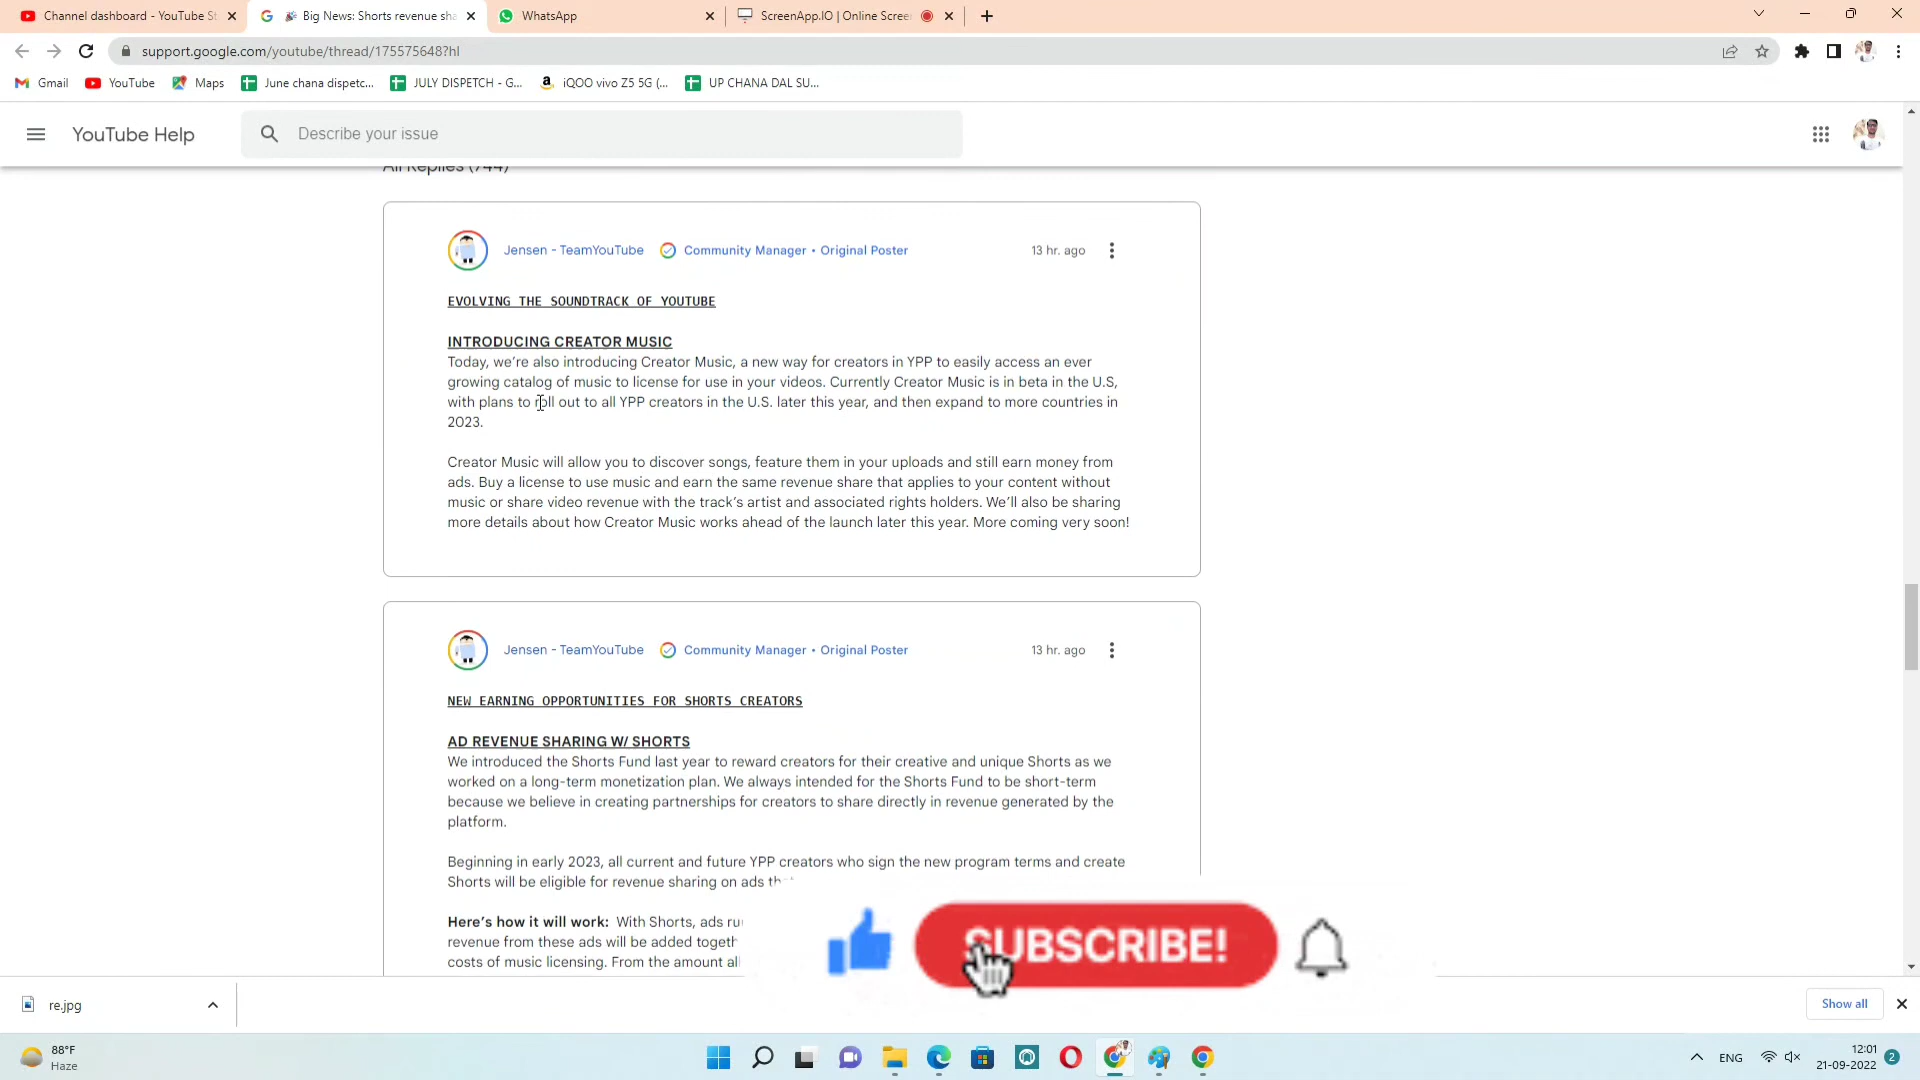 Channel dashboard - YouTube St
Big News: Shorts revenue sha
WhatsApp
ScreenApp.IO | Online Screen
support.google.com/youtube/thread/175575648?hl
Gmail
YouTube
Maps
June chana dispetc...
JULY DISPETCH - G...
iQOO vivo Z5 5G (...
UP CHANA DAL SU...
YouTube Help
Describe your issue
All Replies (744)
Jensen - TeamYouTube
Community Manager • Original Poster
13 hr. ago
EVOLVING THE SOUNDTRACK OF YOUTUBE
INTRODUCING CREATOR MUSIC
Today, we're also introducing Creator Music, a new way for creators in YPP to easily access an ever
growing catalog of music to license for use in your videos. Currently Creator Music is in beta in the U.S,
with plans to roll out to all YPP creators in the U.S. later this year, and then expand to more countries in
2023.
Creator Music will allow you to discover songs, feature them in your uploads and still earn money from
ads. Buy a license to use music and earn the same revenue share that applies to your content without
music or share video revenue with the track's artist and associated rights holders. We'll also be sharing
more details about how Creator Music works ahead of the launch later this year. More coming very soon!
Jensen - TeamYouTube
Community Manager • Original Poster
13 hr. ago
NEW EARNING OPPORTUNITIES FOR SHORTS CREATORS
AD REVENUE SHARING W/ SHORTS
We introduced the Shorts Fund last year to reward creators for their creative and unique Shorts as we
worked on a long-term monetization plan. We always intended for the Shorts Fund to be short-term
because we believe in creating partnerships for creators to share directly in revenue generated by the
platform.
Beginning in early 2023, all current and future YPP creators who sign the new program terms and create
Shorts will be eligible for revenue sharing on ads
Here's how it will work: With Shorts, ads
revenue from these ads will be added
costs of music licensing. From the amount
SUBSCRIBE!
re.jpg
Show all
88°F
Haze
ENG
12:01
21-09-2022
2